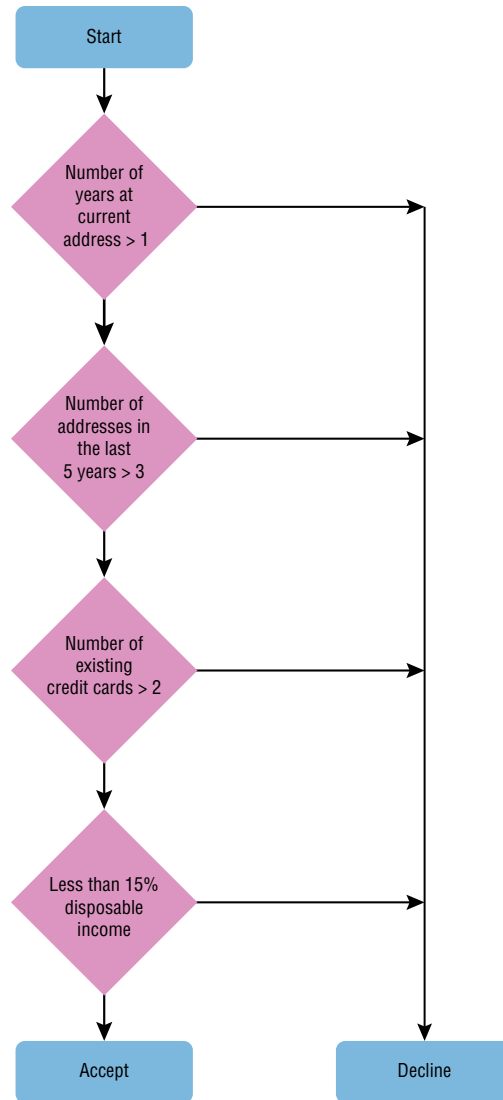 Start
Number of
years at
current
address > 1
Number of
addresses in
the last
5 years > 3
Number of
existing
credit cards > 2
Less than 15%
disposable
income
Accept
Decline